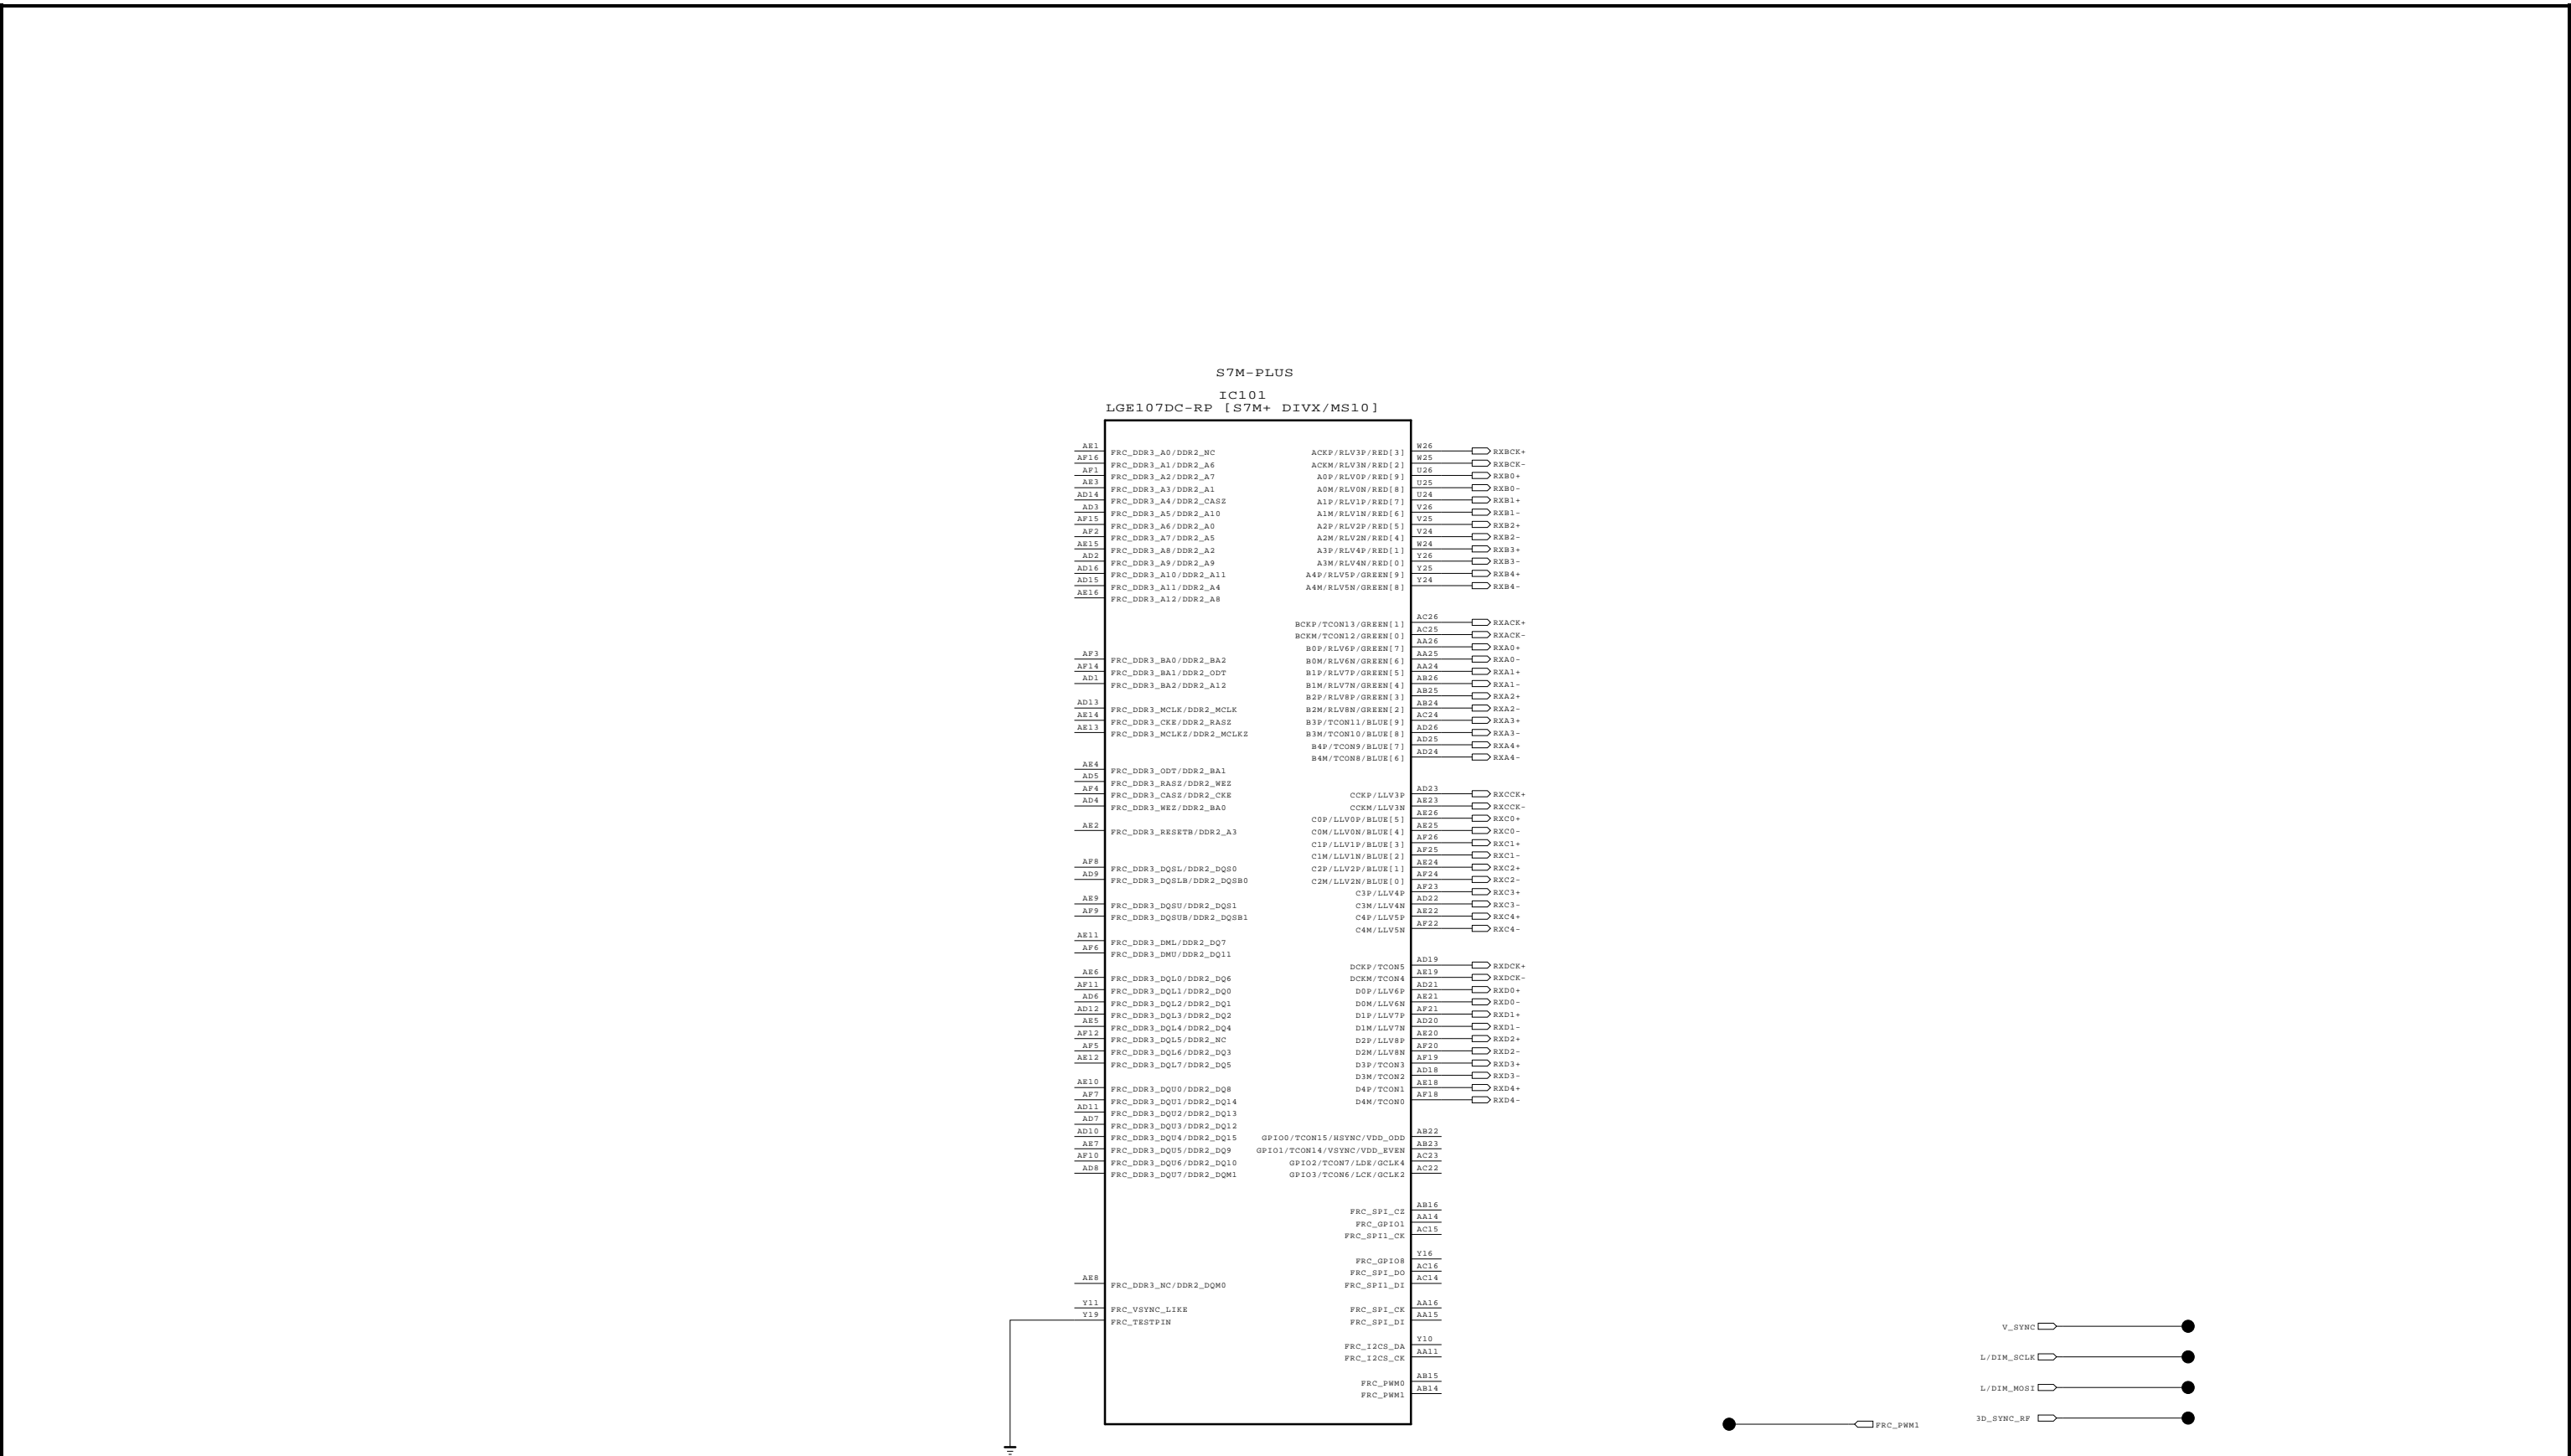 S7M-PLUS
IC101
LGE107DC-RP [S7M+ DIVX/MS10]
AE1 FRC_DDR3_A0/DDR2_NC
AF16 FRC_DDR3_A1/DDR2_A6
AF1 FRC_DDR3_A2/DDR2_A7
AE3 FRC_DDR3_A3/DDR2_A1
AD14 FRC_DDR3_A4/DDR2_CASZ
AD3 FRC_DDR3_A5/DDR2_A10
AF15 FRC_DDR3_A6/DDR2_A0
AF2 FRC_DDR3_A7/DDR2_A5
AE15 FRC_DDR3_A8/DDR2_A2
AD2 FRC_DDR3_A9/DDR2_A9
AD16 FRC_DDR3_A10/DDR2_A11
AD15 FRC_DDR3_A11/DDR2_A4
AE16 FRC_DDR3_A12/DDR2_A8
AF3 FRC_DDR3_BA0/DDR2_BA2
AF14 FRC_DDR3_BA1/DDR2_ODT
AD1 FRC_DDR3_BA2/DDR2_A12
AD13 FRC_DDR3_MCLK/DDR2_MCLK
AE14 FRC_DDR3_CKE/DDR2_RASZ
AE13 FRC_DDR3_MCLKZ/DDR2_MCLKZ
AE4 FRC_DDR3_ODT/DDR2_BA1
AD5 FRC_DDR3_RASZ/DDR2_WEZ
AF4 FRC_DDR3_CASZ/DDR2_CKE
AD4 FRC_DDR3_WEZ/DDR2_BA0
AE2 FRC_DDR3_RESETB/DDR2_A3
AF8 FRC_DDR3_DQSL/DDR2_DQS0
AD9 FRC_DDR3_DQSLB/DDR2_DQSB0
AE9 FRC_DDR3_DQSU/DDR2_DQS1
AF9 FRC_DDR3_DQSUB/DDR2_DQSB1
AE11 FRC_DDR3_DML/DDR2_DQ7
AF6 FRC_DDR3_DMU/DDR2_DQ11
AE6 FRC_DDR3_DQL0/DDR2_DQ6
AF11 FRC_DDR3_DQL1/DDR2_DQ0
AD6 FRC_DDR3_DQL2/DDR2_DQ1
AD12 FRC_DDR3_DQL3/DDR2_DQ2
AE5 FRC_DDR3_DQL4/DDR2_DQ4
AF12 FRC_DDR3_DQL5/DDR2_NC
AF5 FRC_DDR3_DQL6/DDR2_DQ3
AE12 FRC_DDR3_DQL7/DDR2_DQ5
AE10 FRC_DDR3_DQU0/DDR2_DQ8
AF7 FRC_DDR3_DQU1/DDR2_DQ14
AD11 FRC_DDR3_DQU2/DDR2_DQ13
AD7 FRC_DDR3_DQU3/DDR2_DQ12
AD10 FRC_DDR3_DQU4/DDR2_DQ15
AE7 FRC_DDR3_DQU5/DDR2_DQ9
AF10 FRC_DDR3_DQU6/DDR2_DQ10
AD8 FRC_DDR3_DQU7/DDR2_DQM1
AE8 FRC_DDR3_NC/DDR2_DQM0
Y11 FRC_VSYNC_LIKE
Y19 FRC_TESTPIN
ACKP/RLV3P/RED[3] W26 RXBCK+
ACKM/RLV3N/RED[2] W25 RXBCK-
A0P/RLV0P/RED[9] U26 RXB0+
A0M/RLV0N/RED[8] U25 RXB0-
A1P/RLV1P/RED[7] U24 RXB1+
A1M/RLV1N/RED[6] V26 RXB1-
A2P/RLV2P/RED[5] V25 RXB2+
A2M/RLV2N/RED[4] V24 RXB2-
A3P/RLV4P/RED[1] W24 RXB3+
A3M/RLV4N/RED[0] Y26 RXB3-
A4P/RLV5P/GREEN[9] Y25 RXB4+
A4M/RLV5N/GREEN[8] Y24 RXB4-
BCKP/TCON13/GREEN[1] AC26 RXACK+
BCKM/TCON12/GREEN[0] AC25 RXACK-
B0P/RLV6P/GREEN[7] AA26 RXA0+
B0M/RLV6N/GREEN[6] AA25 RXA0-
B1P/RLV7P/GREEN[5] AA24 RXA1+
B1M/RLV7N/GREEN[4] AB26 RXA1-
B2P/RLV8P/GREEN[3] AB25 RXA2+
B2M/RLV8N/GREEN[2] AB24 RXA2-
B3P/TCON11/BLUE[9] AC24 RXA3+
B3M/TCON10/BLUE[8] AD26 RXA3-
B4P/TCON9/BLUE[7] AD25 RXA4+
B4M/TCON8/BLUE[6] AD24 RXA4-
CCKP/LLV3P AD23 RXCCK+
CCKM/LLV3N AE23 RXCCK-
C0P/LLV0P/BLUE[5] AE26 RXC0+
C0M/LLV0N/BLUE[4] AE25 RXC0-
C1P/LLV1P/BLUE[3] AF26 RXC1+
C1M/LLV1N/BLUE[2] AF25 RXC1-
C2P/LLV2P/BLUE[1] AE24 RXC2+
C2M/LLV2N/BLUE[0] AF24 RXC2-
C3P/LLV4P AF23 RXC3+
C3M/LLV4N AD22 RXC3-
C4P/LLV5P AE22 RXC4+
C4M/LLV5N AF22 RXC4-
DCKP/TCON5 AD19 RXDCK+
DCKM/TCON4 AE19 RXDCK-
D0P/LLV6P AD21 RXD0+
D0M/LLV6N AE21 RXD0-
D1P/LLV7P AF21 RXD1+
D1M/LLV7N AD20 RXD1-
D2P/LLV8P AE20 RXD2+
D2M/LLV8N AF20 RXD2-
D3P/TCON3 AF19 RXD3+
D3M/TCON2 AD18 RXD3-
D4P/TCON1 AE18 RXD4+
D4M/TCON0 AF18 RXD4-
GPIO0/TCON15/HSYNC/VDD_ODD AB22
GPIO1/TCON14/VSYNC/VDD_EVEN AB23
GPIO2/TCON7/LDE/GCLK4 AC23
GPIO3/TCON6/LCK/GCLK2 AC22
FRC_SPI_CZ AB16
FRC_GPIO1 AA14
FRC_SPI1_CK AC15
FRC_GPIO8 Y16
FRC_SPI_DO AC16
FRC_SPI1_DI AC14
FRC_SPI_CK AA16
FRC_SPI_DI AA15
FRC_I2CS_DA Y10
FRC_I2CS_CK AA11
FRC_PWM0 AB15
FRC_PWM1 AB14
FRC_PWM1
V_SYNC
L/DIM_SCLK
L/DIM_MOSI
3D_SYNC_RF